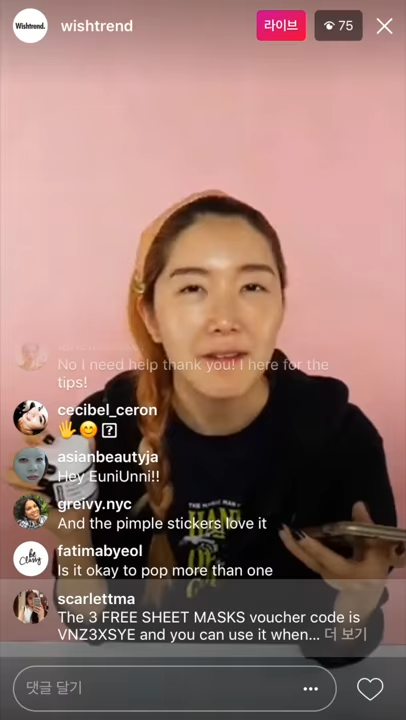 Wishtrend.
wishtrend
라이브
75
No I need help thank you! I here for the
tips!
cecibel_ceron
🖐😊
asianbeautyja
Hey EuniUnni!!
greivy.nyc
And the pimple stickers love it
be
Classy
fatimabyeol
Is it okay to pop more than one
scarlettma
The 3 FREE SHEET MASKS voucher code is
VNZ3XSYE and you can use it when... 더 보기
댓글 달기